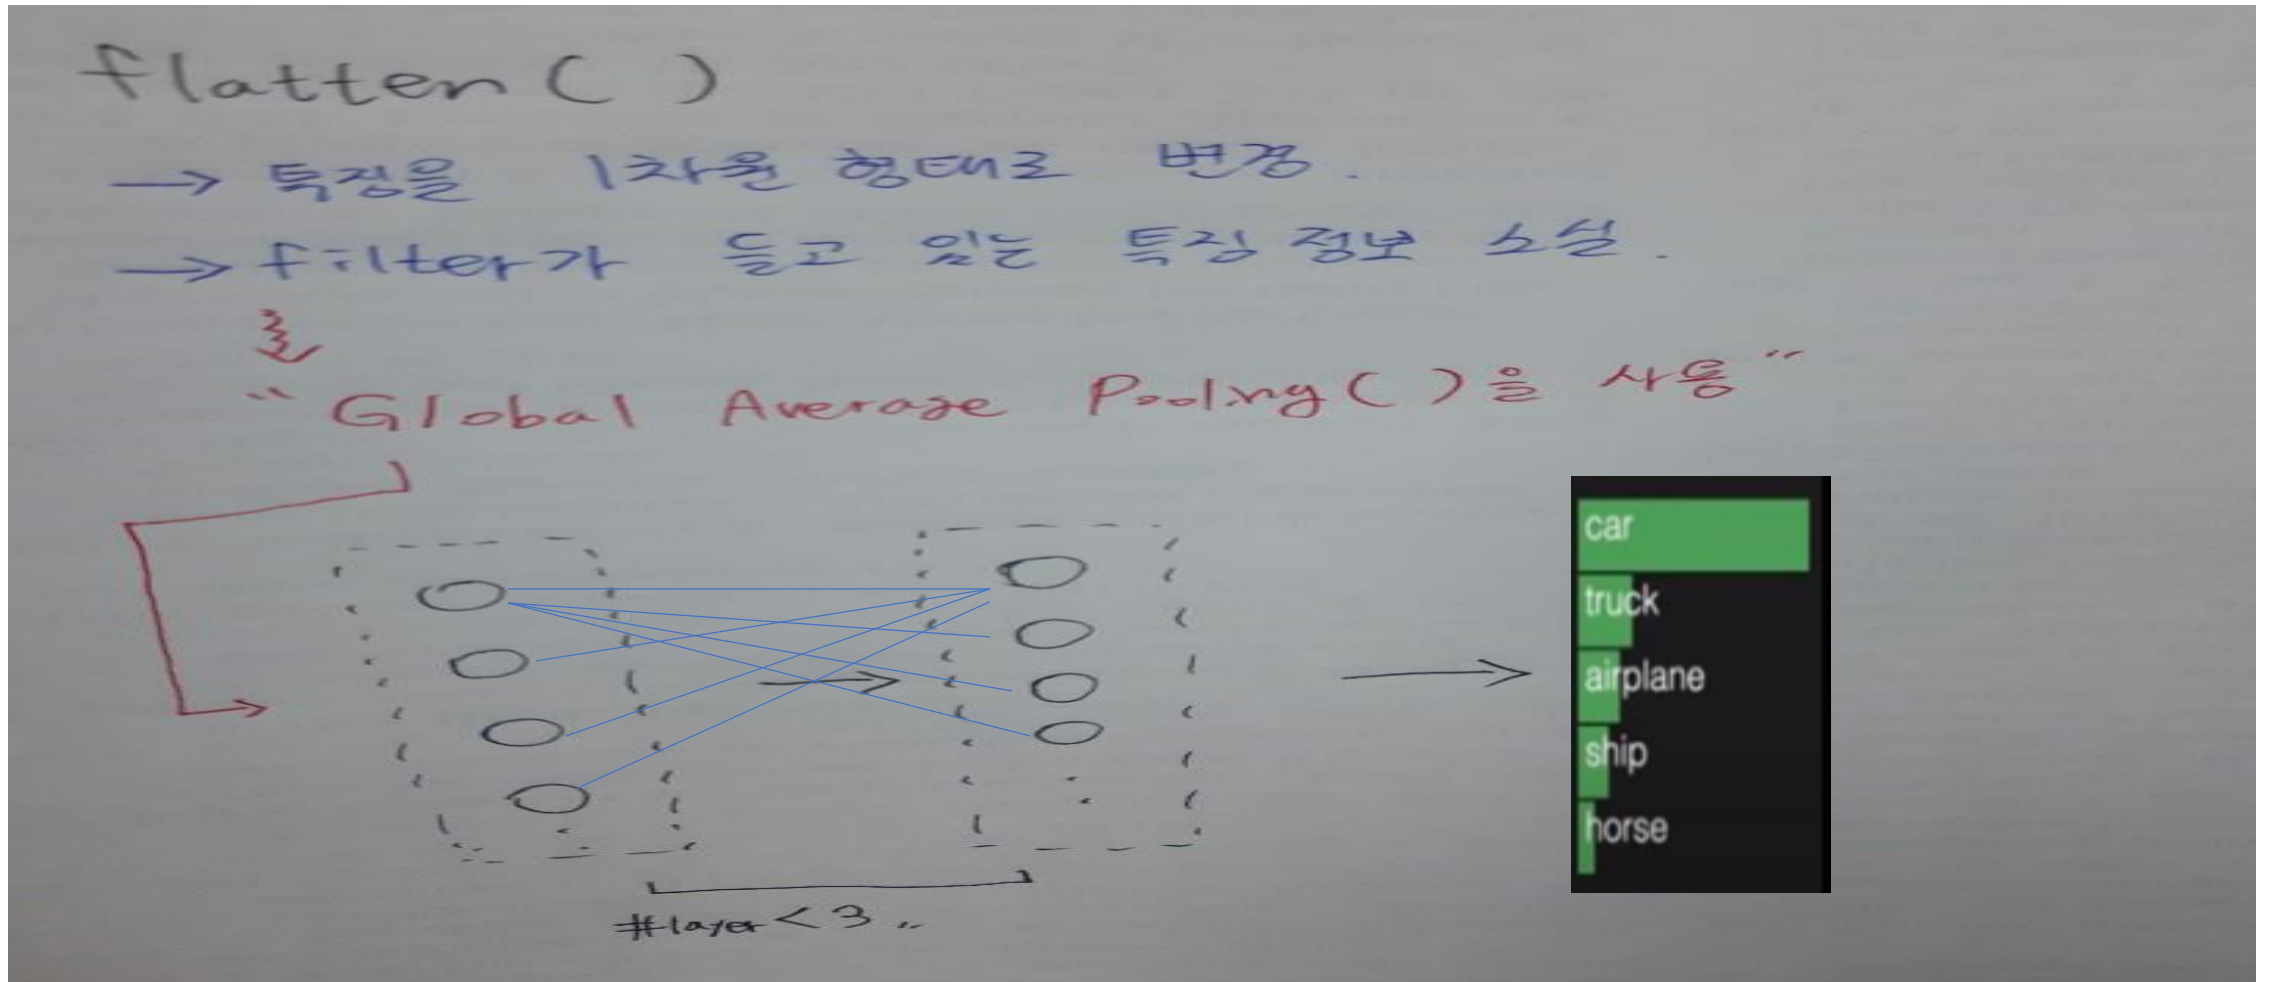 flatten( )
→ 특징을 1차원 형태로 변경.
→ filter가 들고 있는 특징 정보 소실.
“Global Average Pooling( )을 사용”
car
truck
airplane
ship
horse
#layer<3